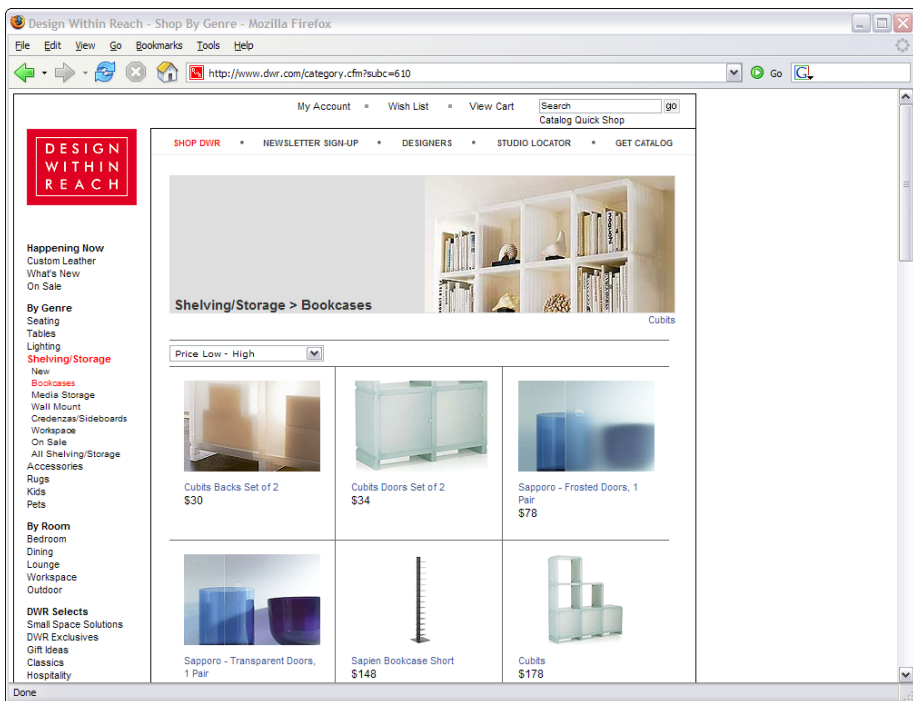 Design Within Reach - Shop By Genre - Mozilla Firefox
File Edit View Go Bookmarks Tools Help
http://www.dwr.com/category.cfm?subc=610
Go
G
My Account Wish List View Cart Search go
Catalog Quick Shop
DESIGN
WITHIN
REACH
SHOP DWR • NEWSLETTER SIGN-UP • DESIGNERS • STUDIO LOCATOR • GET CATALOG
Shelving/Storage > Bookcases
Cubits
Happening Now
Custom Leather
What's New
On Sale
By Genre
Seating
Tables
Lighting
Shelving/Storage
New
Bookcases
Media Storage
Wall Mount
Credenzas/Sideboards
Workspace
On Sale
All Shelving/Storage
Accessories
Rugs
Kids
Pets
By Room
Bedroom
Dining
Lounge
Workspace
Outdoor
DWR Selects
Small Space Solutions
DWR Exclusives
Gift Ideas
Classics
Hospitality
Price Low - High
Cubits Backs Set of 2
$30
Cubits Doors Set of 2
$34
Sapporo - Frosted Doors, 1
Pair
$78
Sapporo - Transparent Doors,
1 Pair
Sapien Bookcase Short
$148
Cubits
$178
Done